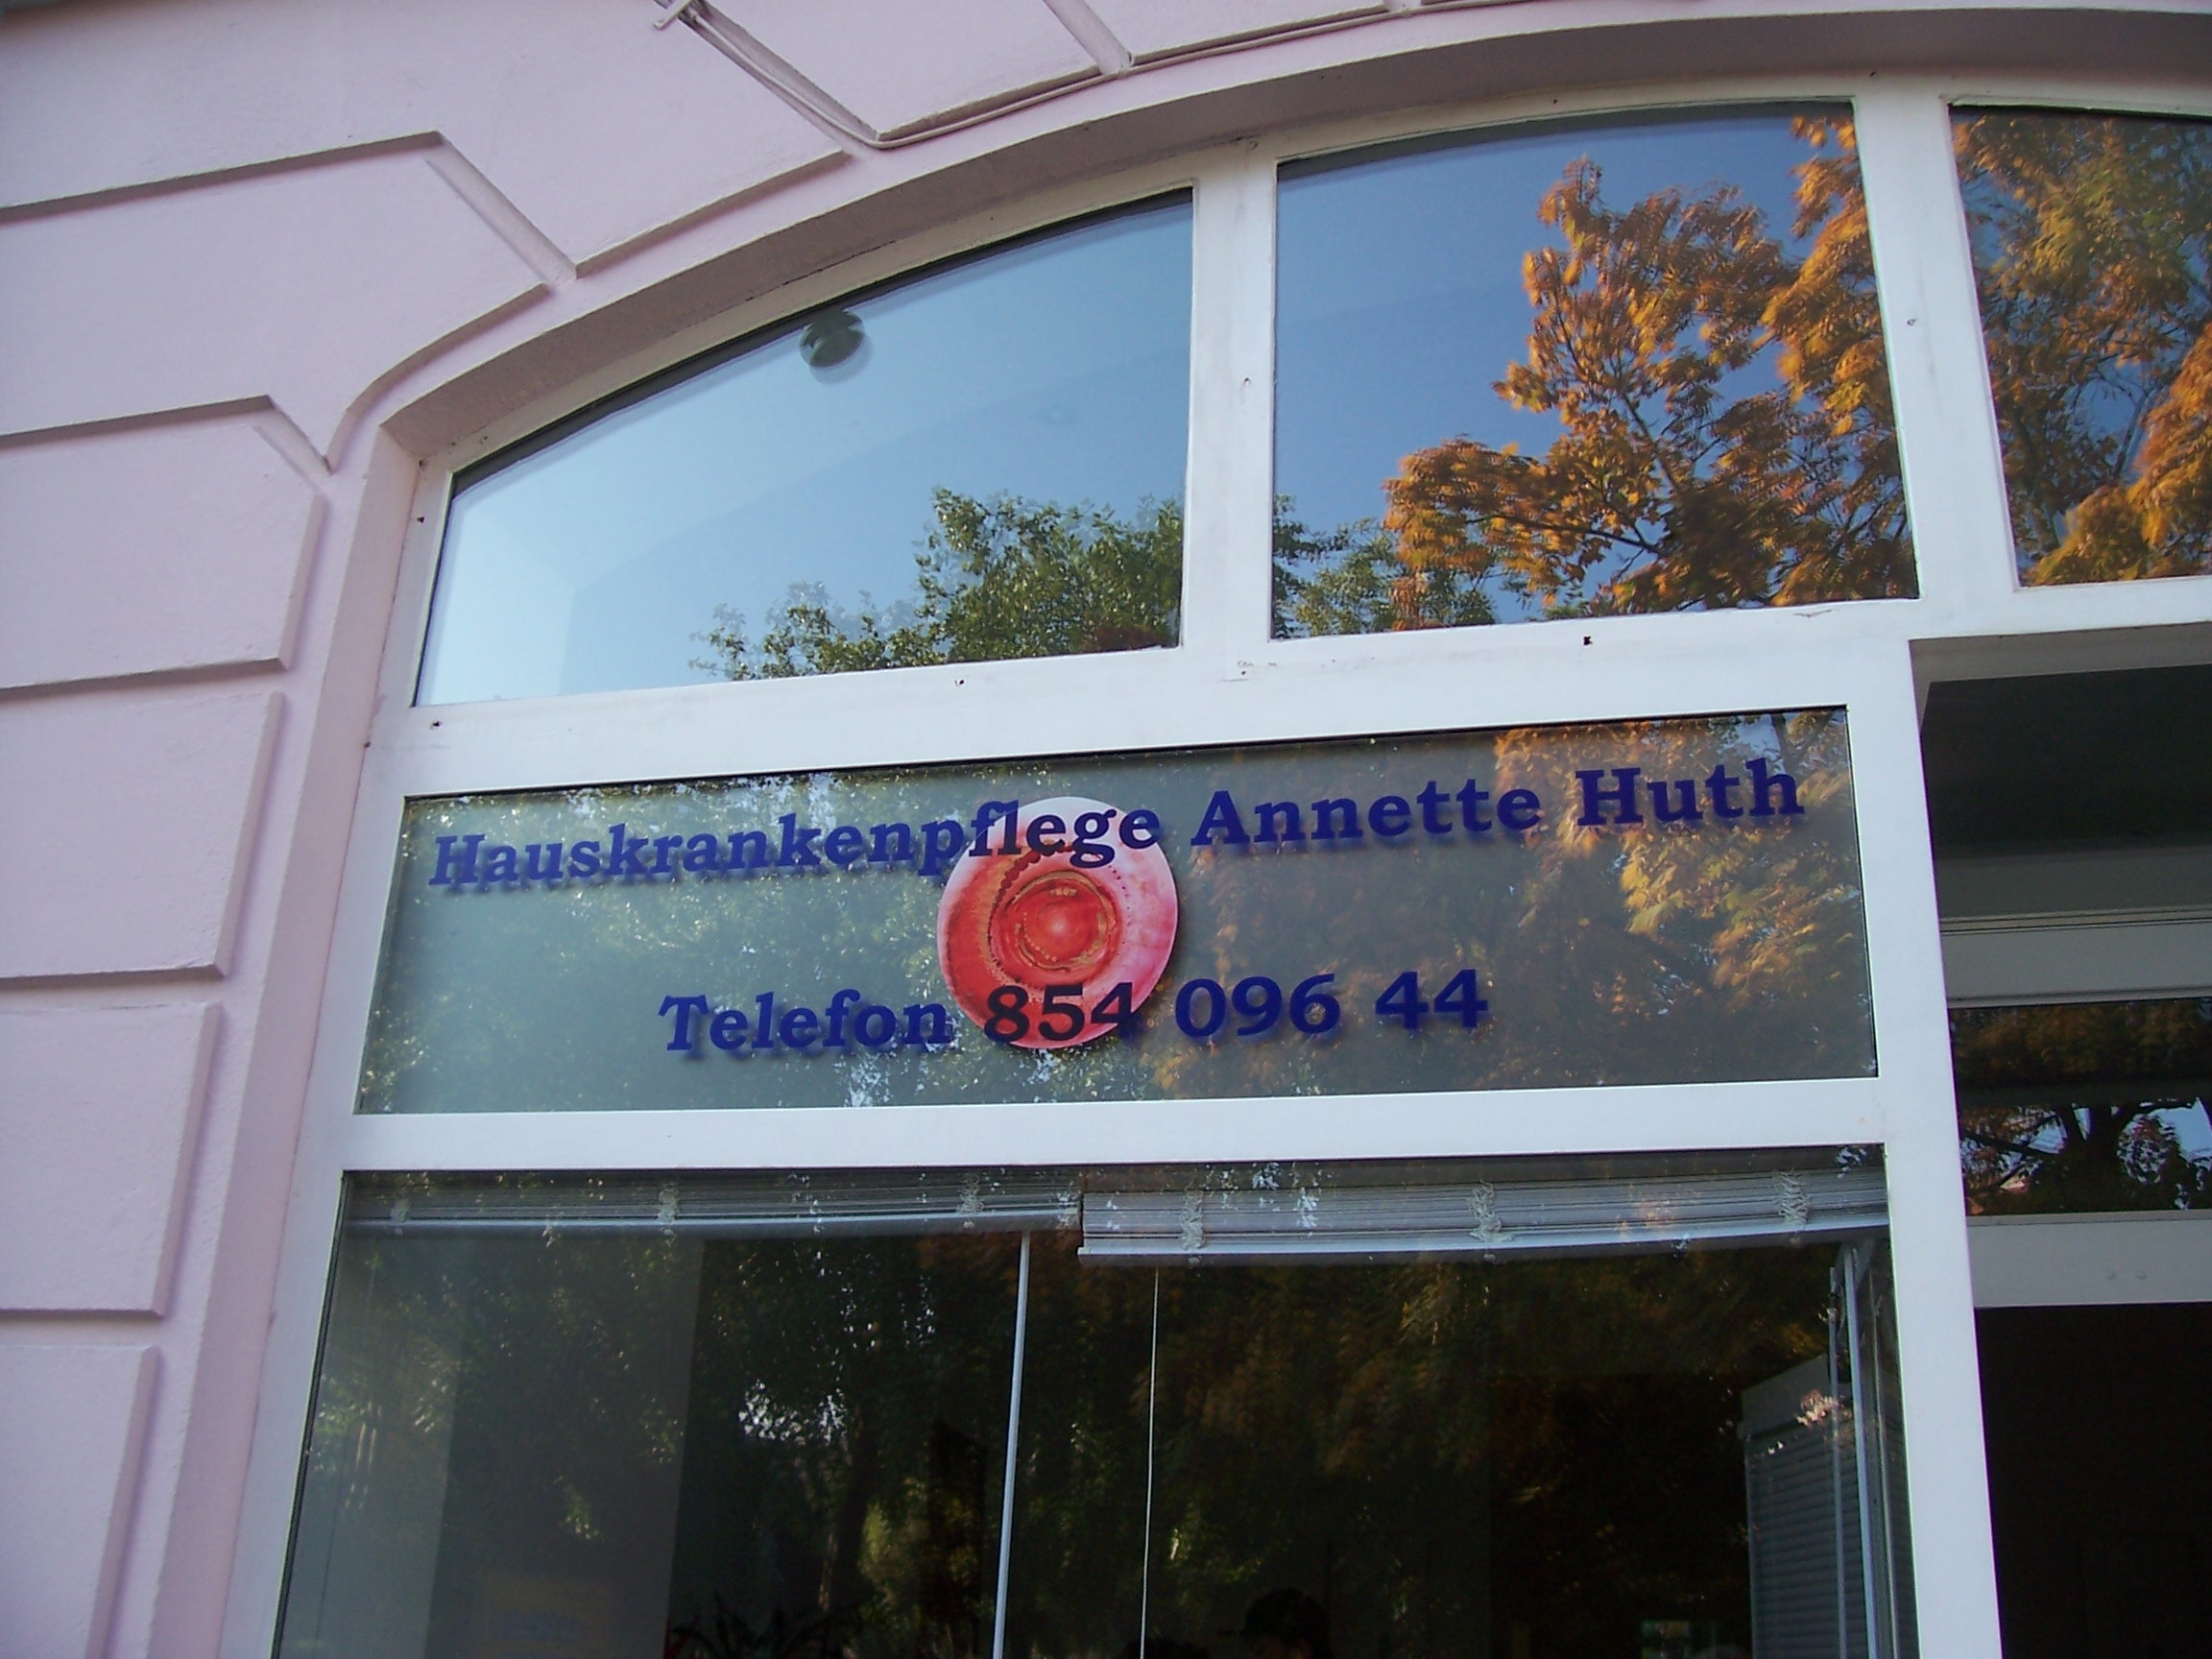 Hauskrankenpflege Annette Huth
Telefon 854 096 44